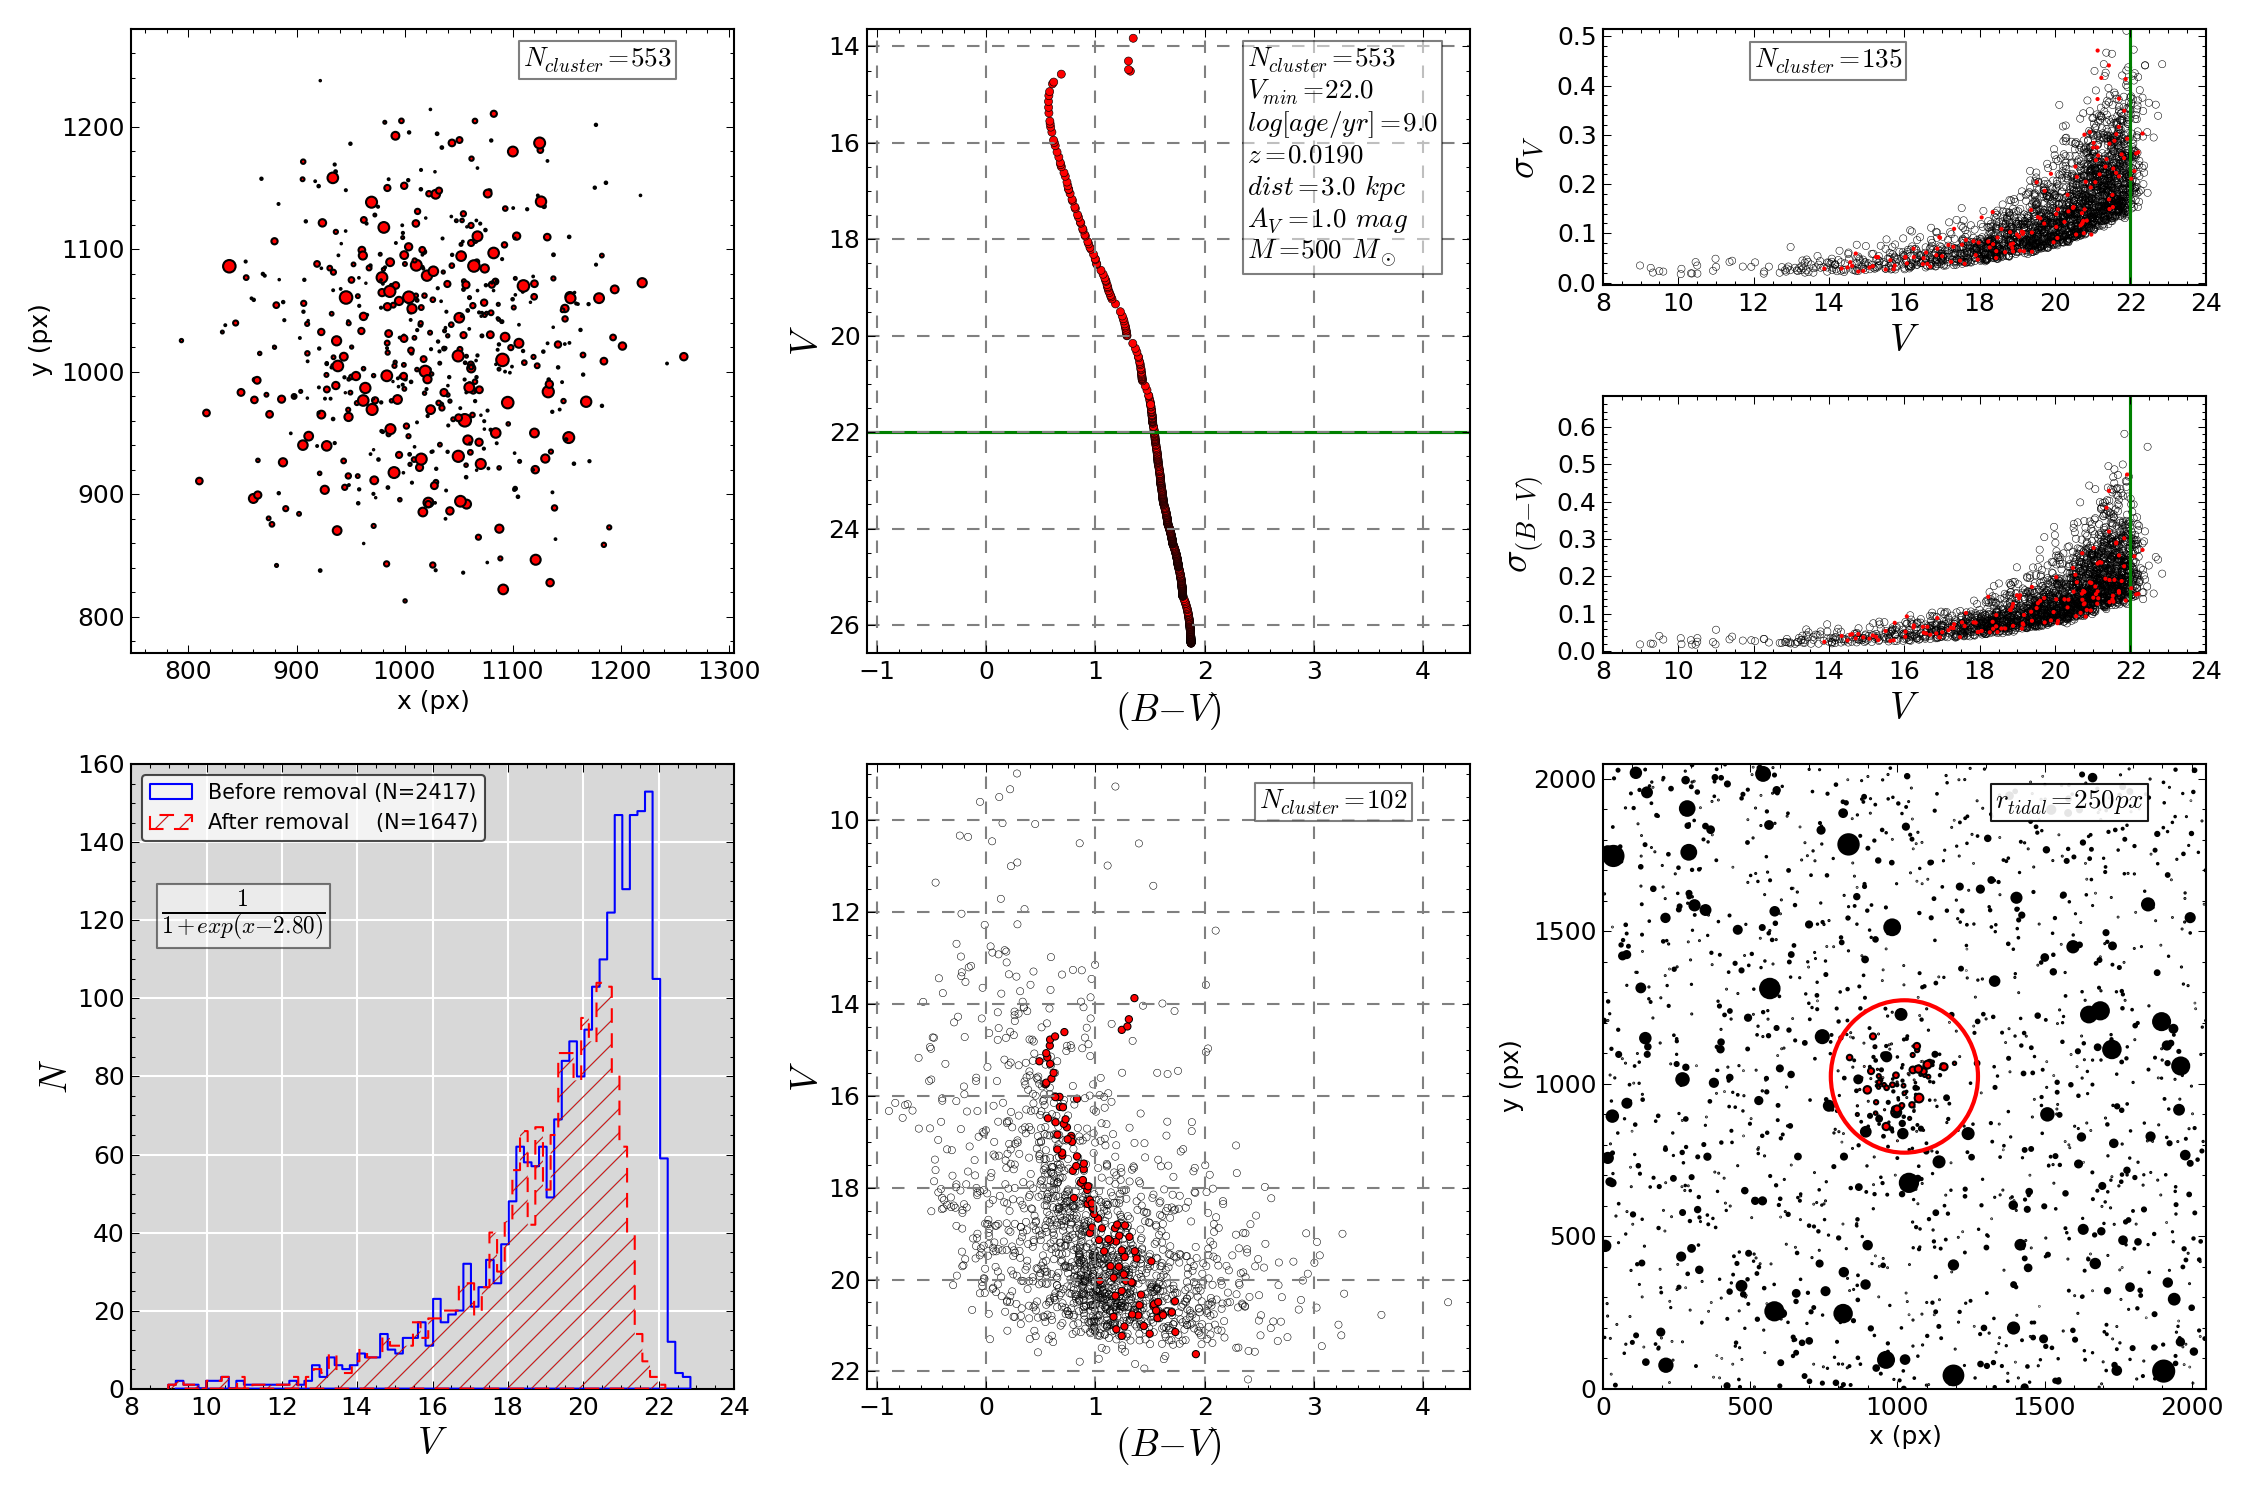 N_cluster = 553
1200
1100
1000
900
800
y (px)
800 900 1000 1100 1200 1300
x (px)
N_cluster = 553
V_min = 22.0
log[age/yr] = 9.0
z = 0.0190
dist = 3.0 kpc
A_V = 1.0 mag
M = 500 M_⊙
14
16
18
20
22
24
26
V
−1 0 1 2 3 4
(B−V)
N_cluster = 135
0.5
0.4
0.3
0.2
0.1
0.0
σ_V
8 10 12 14 16 18 20 22 24
V
0.6
0.5
0.4
0.3
0.2
0.1
0.0
σ_(B−V)
8 10 12 14 16 18 20 22 24
V
Before removal (N=2417)
After removal (N=1647)
1
1+exp(x−2.80)
160
140
120
100
80
60
40
20
0
N
8 10 12 14 16 18 20 22 24
V
N_cluster = 102
10
12
14
16
18
20
22
V
−1 0 1 2 3 4
(B−V)
r_tidal = 250px
2000
1500
1000
500
0
y (px)
0 500 1000 1500 2000
x (px)